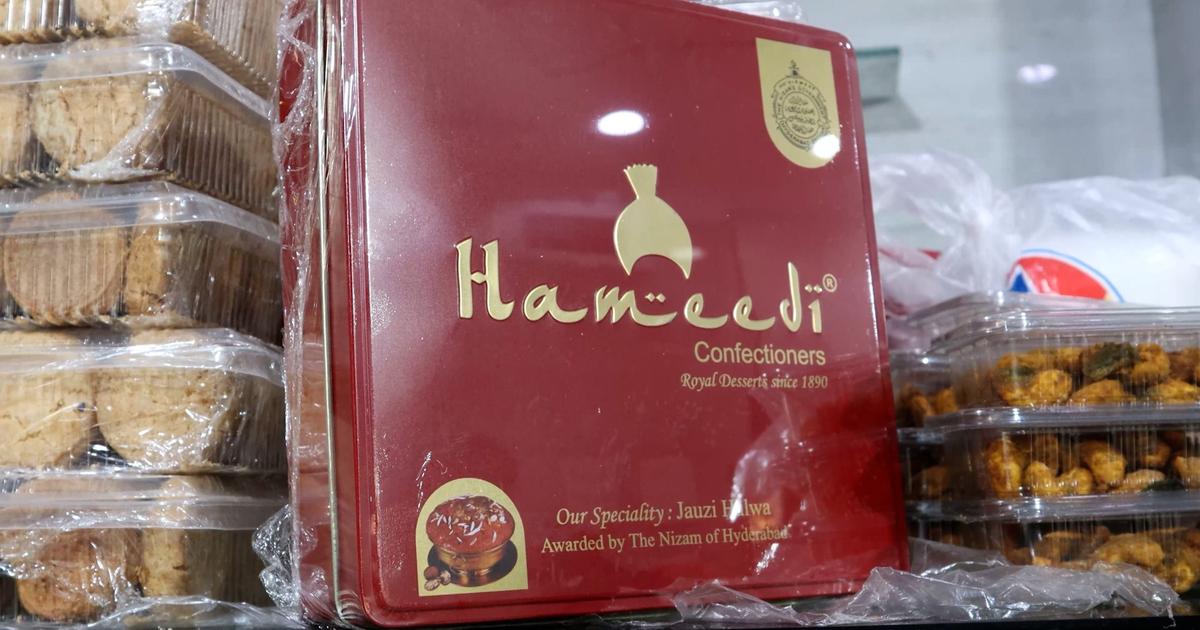 Hameedi®
Confectioners
Royal Desserts since 1890
Our Speciality : Jauzi Halwa
Awarded by The Nizam of Hyderabad